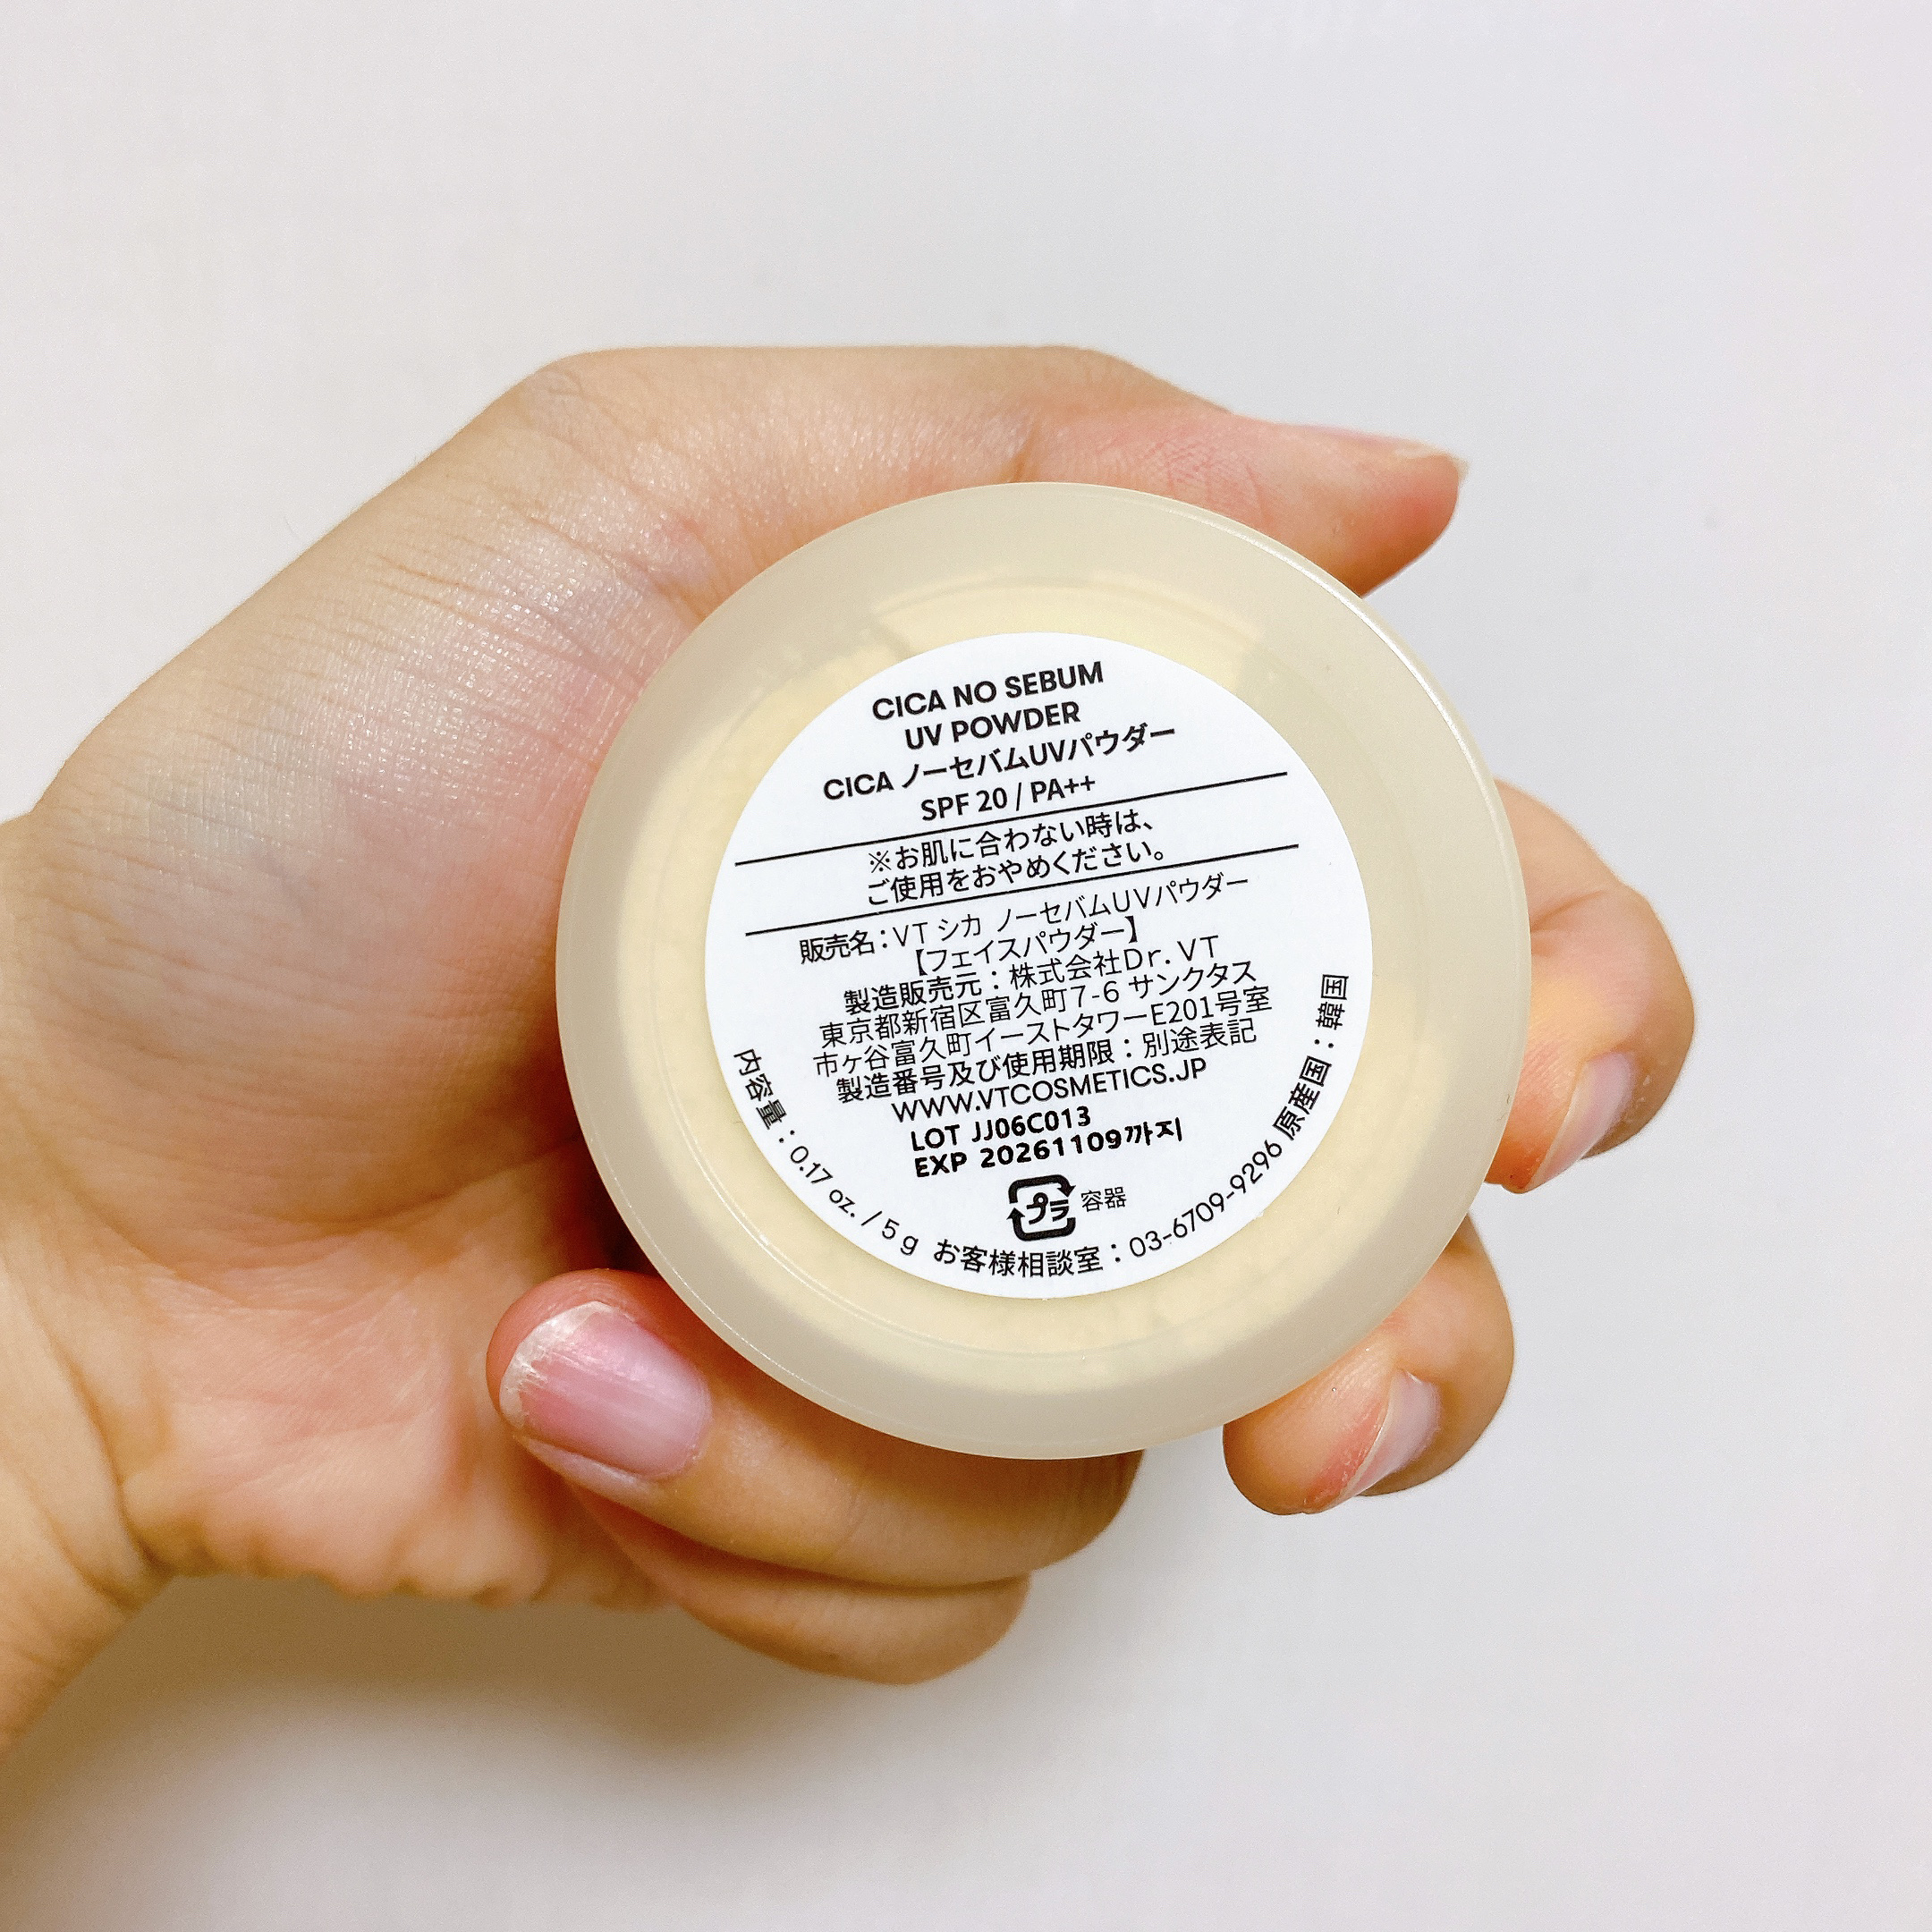 CICA NO SEBUM
UV POWDER
CICA ノーセバムUVパウダー
SPF 20 / PA++
※お肌に合わない時は、
ご使用をおやめください。
販売名：VT シカ ノーセバムUVパウダー
【フェイスパウダー】
製造販売元：株式会社Dr.VT
東京都新宿区富久町7-6 サンクタス
市ヶ谷富久町イーストタワーE201号室
製造番号及び使用期限：別途表記
WWW.VTCOSMETICS.JP
LOT JJ06C013
EXP 20261109까지
プラ 容器
内容量：0.17 oz. / 5 g お客様相談室：03-6709-9296 原産国：韓国